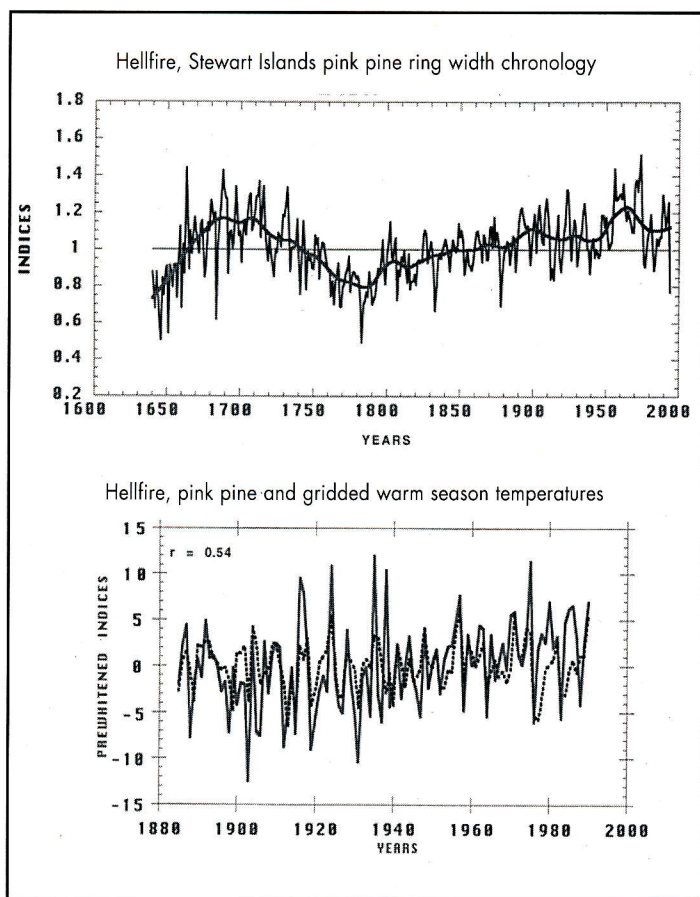 Hellfire, Stewart Islands pink pine ring width chronology
1.8
1.6
1.4
1.2
1
0.8
0.6
0.4
0.2
INDICES
1600 1650 1700 1750 1800 1850 1900 1950 2000
YEARS
Hellfire, pink pine and gridded warm season temperatures
15
10
5
0
-5
-10
-15
r = 0.54
PREWHITENED INDICES
1880 1900 1920 1940 1960 1980 2000
YEARS